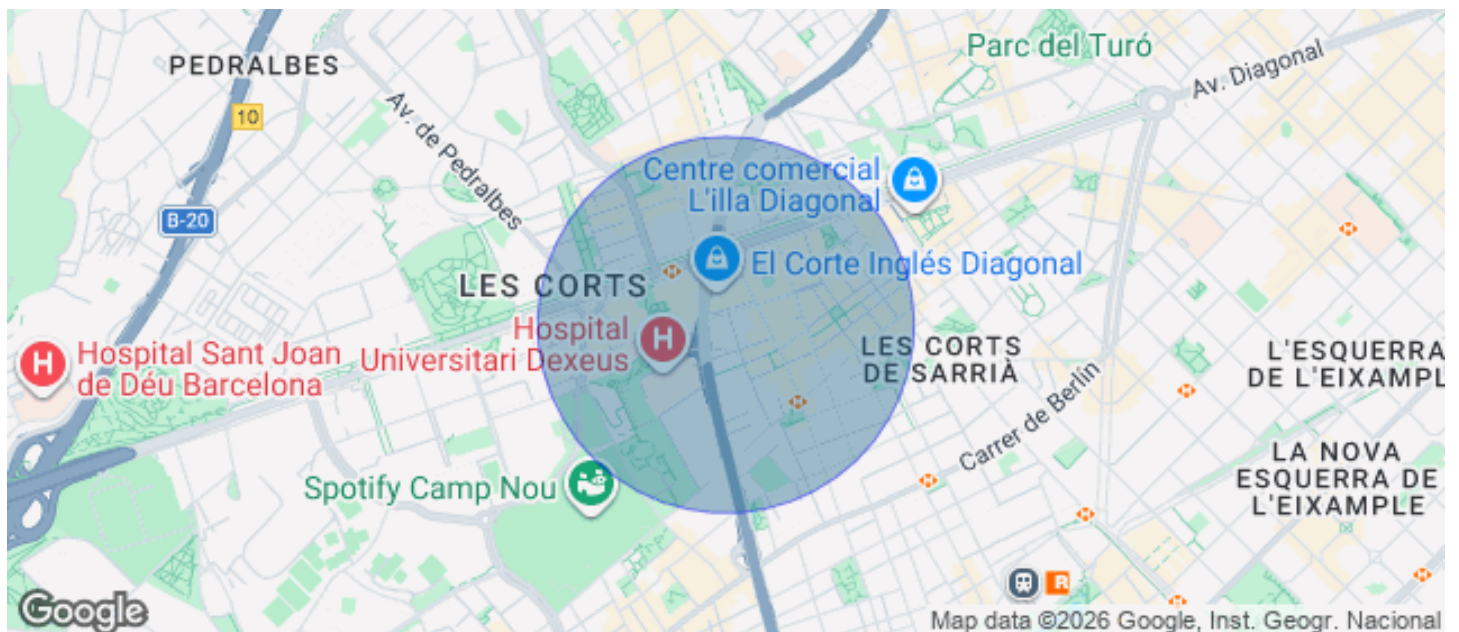 Parc del Turó
PEDRALBES
Av. Diagonal
10
Av. de Pedralbes
Centre comercial
L'illa Diagonal
B-20
El Corte Inglés Diagonal
LES CORTS
Hospital
Universitari Dexeus
Hospital Sant Joan
de Déu Barcelona
LES CORTS
DE SARRIÀ
L'ESQUERRA
DE L'EIXAMPL
Carrer de Berlín
LA NOVA
ESQUERRA DE
L'EIXAMPLE
Spotify Camp Nou
R
Google
Map data ©2026 Google, Inst. Geogr. Nacional